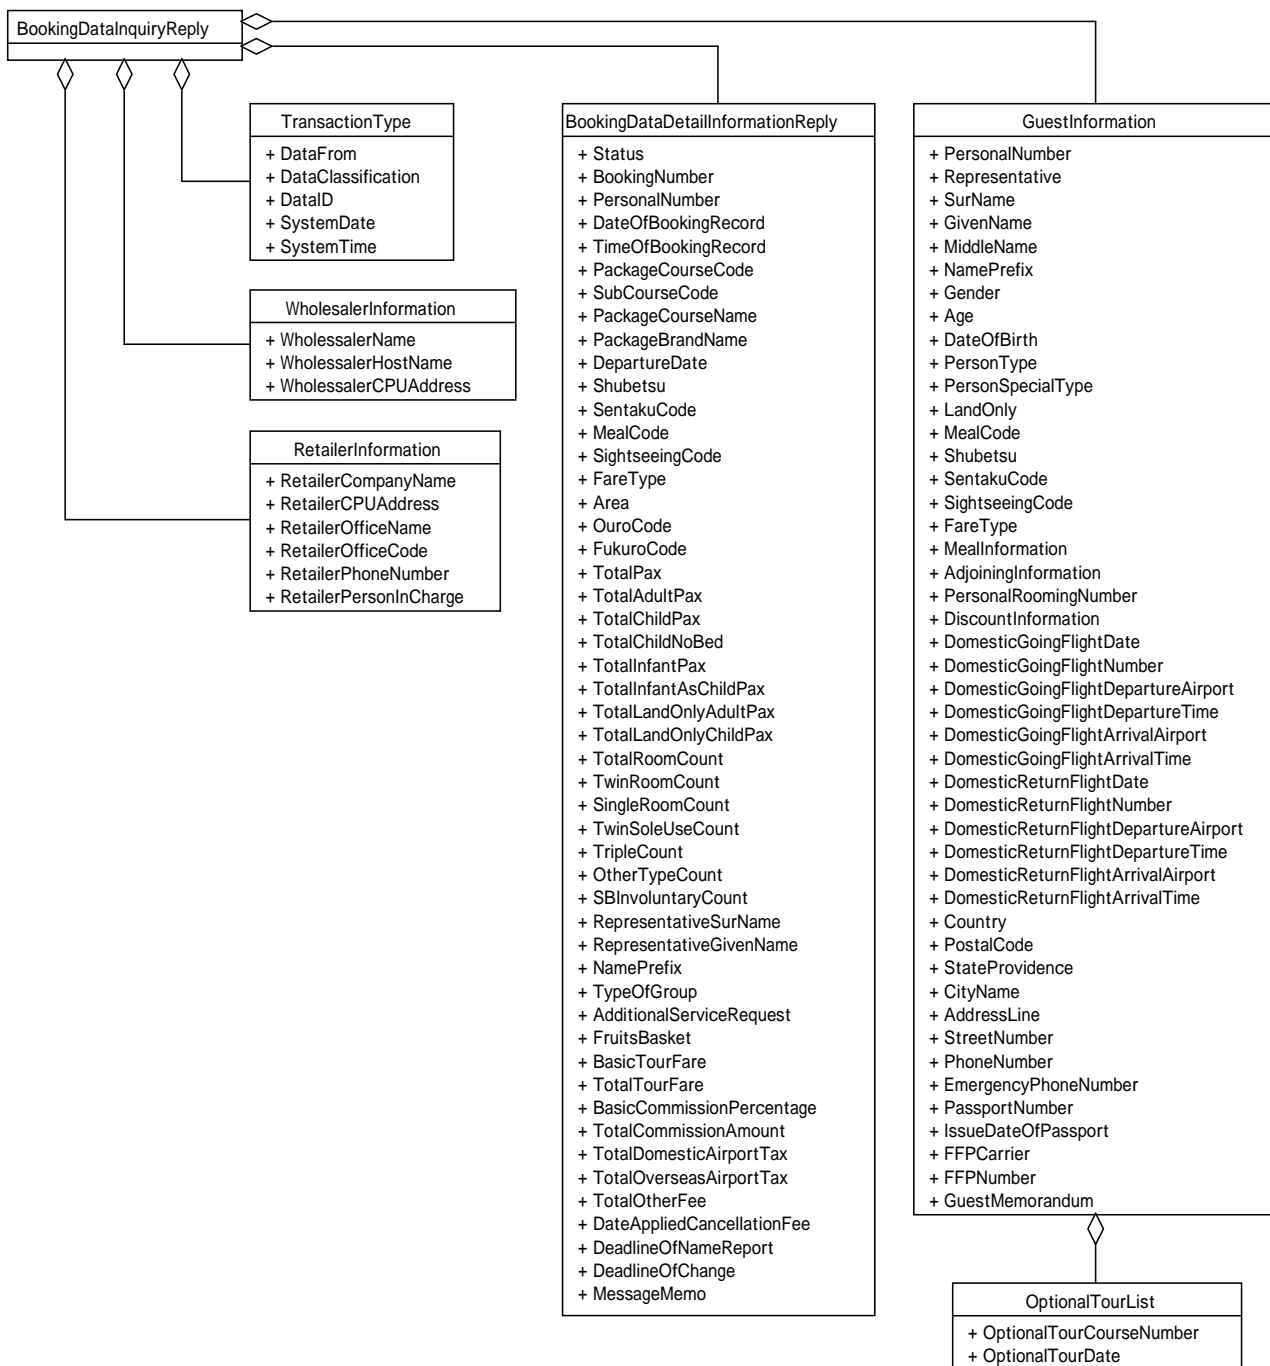 BookingDataInquiryReply
TransactionType
+ DataFrom
+ DataClassification
+ DataID
+ SystemDate
+ SystemTime
WholesalerInformation
+ WholessalerName
+ WholessalerHostName
+ WholessalerCPUAddress
RetailerInformation
+ RetailerCompanyName
+ RetailerCPUAddress
+ RetailerOfficeName
+ RetailerOfficeCode
+ RetailerPhoneNumber
+ RetailerPersonInCharge
BookingDataDetailInformationReply
+ Status
+ BookingNumber
+ PersonalNumber
+ DateOfBookingRecord
+ TimeOfBookingRecord
+ PackageCourseCode
+ SubCourseCode
+ PackageCourseName
+ PackageBrandName
+ DepartureDate
+ Shubetsu
+ SentakuCode
+ MealCode
+ SightseeingCode
+ FareType
+ Area
+ OuroCode
+ FukuroCode
+ TotalPax
+ TotalAdultPax
+ TotalChildPax
+ TotalChildNoBed
+ TotalInfantPax
+ TotalInfantAsChildPax
+ TotalLandOnlyAdultPax
+ TotalLandOnlyChildPax
+ TotalRoomCount
+ TwinRoomCount
+ SingleRoomCount
+ TwinSoleUseCount
+ TripleCount
+ OtherTypeCount
+ SBInvoluntaryCount
+ RepresentativeSurName
+ RepresentativeGivenName
+ NamePrefix
+ TypeOfGroup
+ AdditionalServiceRequest
+ FruitsBasket
+ BasicTourFare
+ TotalTourFare
+ BasicCommissionPercentage
+ TotalCommissionAmount
+ TotalDomesticAirportTax
+ TotalOverseasAirportTax
+ TotalOtherFee
+ DateAppliedCancellationFee
+ DeadlineOfNameReport
+ DeadlineOfChange
+ MessageMemo
GuestInformation
+ PersonalNumber
+ Representative
+ SurName
+ GivenName
+ MiddleName
+ NamePrefix
+ Gender
+ Age
+ DateOfBirth
+ PersonType
+ PersonSpecialType
+ LandOnly
+ MealCode
+ Shubetsu
+ SentakuCode
+ SightseeingCode
+ FareType
+ MealInformation
+ AdjoiningInformation
+ PersonalRoomingNumber
+ DiscountInformation
+ DomesticGoingFlightDate
+ DomesticGoingFlightNumber
+ DomesticGoingFlightDepartureAirport
+ DomesticGoingFlightDepartureTime
+ DomesticGoingFlightArrivalAirport
+ DomesticGoingFlightArrivalTime
+ DomesticReturnFlightDate
+ DomesticReturnFlightNumber
+ DomesticReturnFlightDepartureAirport
+ DomesticReturnFlightDepartureTime
+ DomesticReturnFlightArrivalAirport
+ DomesticReturnFlightArrivalTime
+ Country
+ PostalCode
+ StateProvidence
+ CityName
+ AddressLine
+ StreetNumber
+ PhoneNumber
+ EmergencyPhoneNumber
+ PassportNumber
+ IssueDateOfPassport
+ FFPCarrier
+ FFPNumber
+ GuestMemorandum
OptionalTourList
+ OptionalTourCourseNumber
+ OptionalTourDate